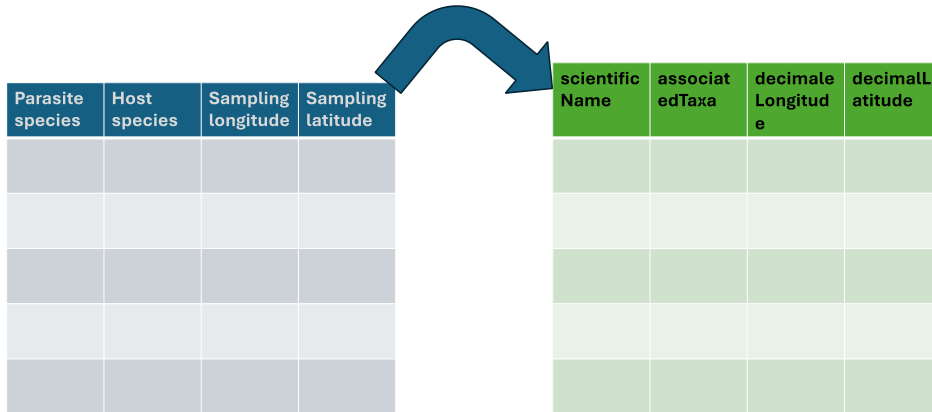 Parasite
species
Host
species
Sampling
longitude
Sampling
latitude
scientific
Name
associat
edTaxa
decimale
Longitud
e
decimalL
atitude